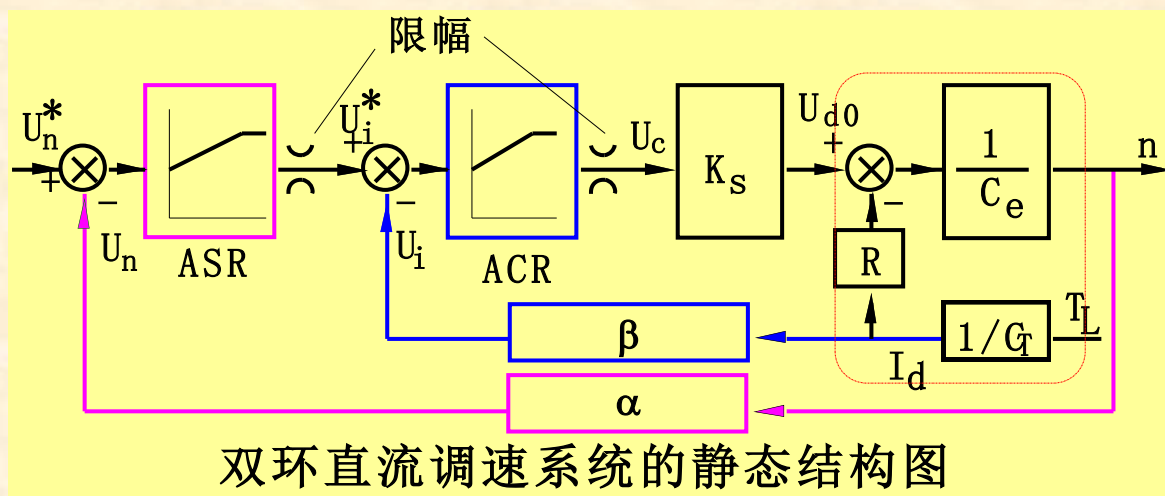 限幅
U*n
U*i
Uc
Ud0
n
+
+
+
Ks
1
Ce
-
-
-
Un
ASR
Ui
ACR
R
β
1/CT
TL
Id
α
双环直流调速系统的静态结构图